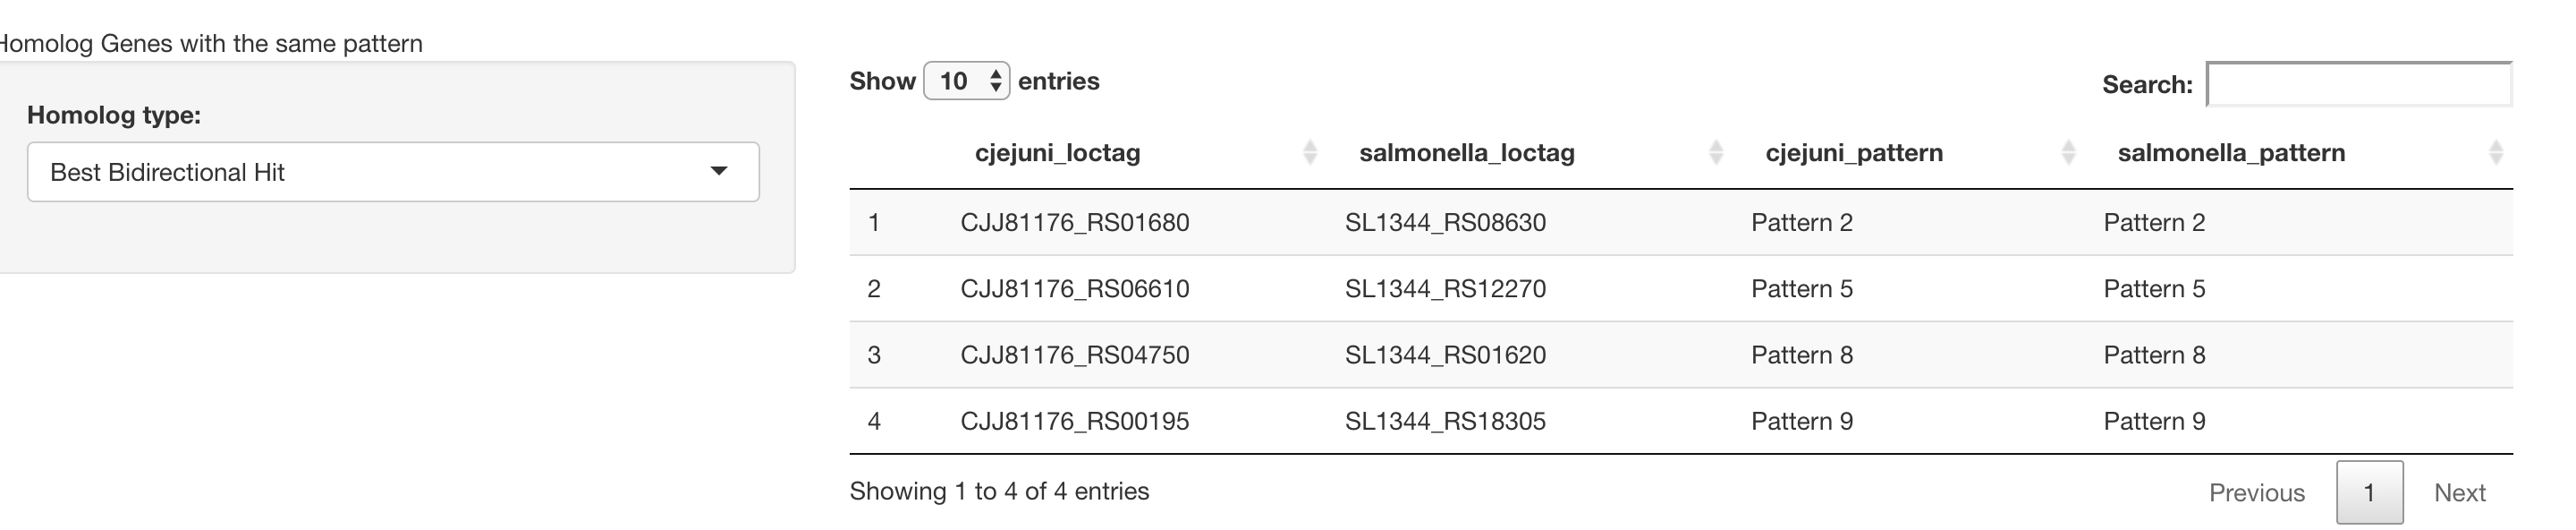 Homolog Genes with the same pattern
Homolog type:
Best Bidirectional Hit
Show 10 entries
Search:
cjejuni_loctag salmonella_loctag cjejuni_pattern salmonella_pattern
1 CJJ81176_RS01680 SL1344_RS08630 Pattern 2 Pattern 2
2 CJJ81176_RS06610 SL1344_RS12270 Pattern 5 Pattern 5
3 CJJ81176_RS04750 SL1344_RS01620 Pattern 8 Pattern 8
4 CJJ81176_RS00195 SL1344_RS18305 Pattern 9 Pattern 9
Showing 1 to 4 of 4 entries
Previous 1 Next